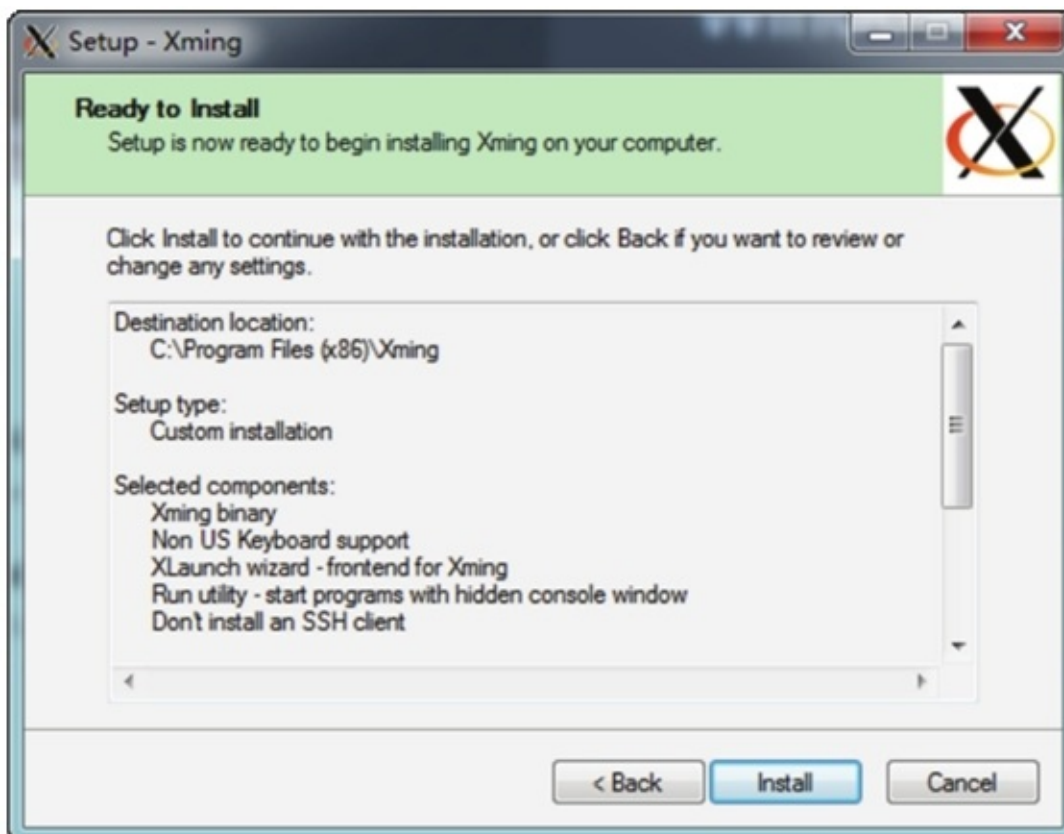 Setup - Xming
Ready to Install
Setup is now ready to begin installing Xming on your computer.
Click Install to continue with the installation, or click Back if you want to review or
change any settings.
Destination location:
C:\Program Files (x86)\Xming
Setup type:
Custom installation
Selected components:
Xming binary
Non US Keyboard support
XLaunch wizard - frontend for Xming
Run utility - start programs with hidden console window
Don't install an SSH client
< Back Install Cancel